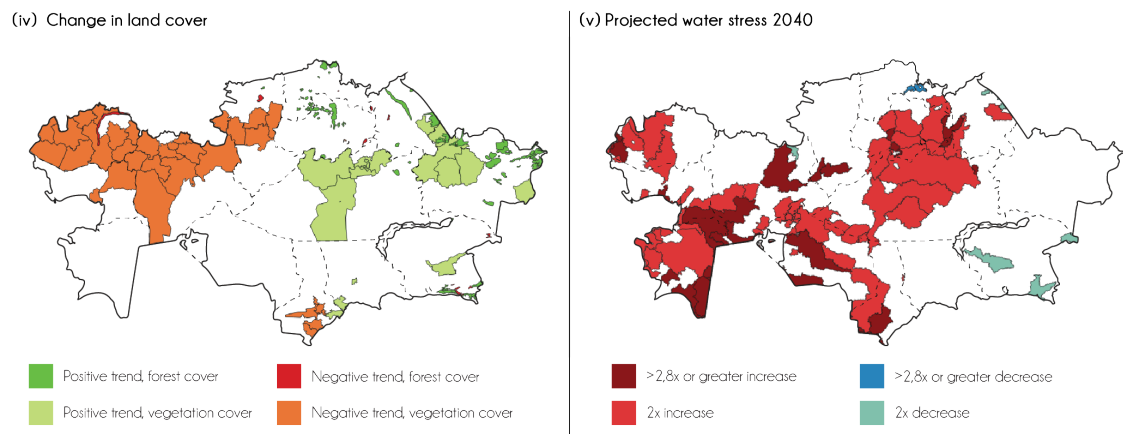 (iv) Change in land cover
(v) Projected water stress 2040
Positive trend, forest cover
Negative trend, forest cover
Positive trend, vegetation cover
Negative trend, vegetation cover
>2,8x or greater increase
>2,8x or greater decrease
2x increase
2x decrease